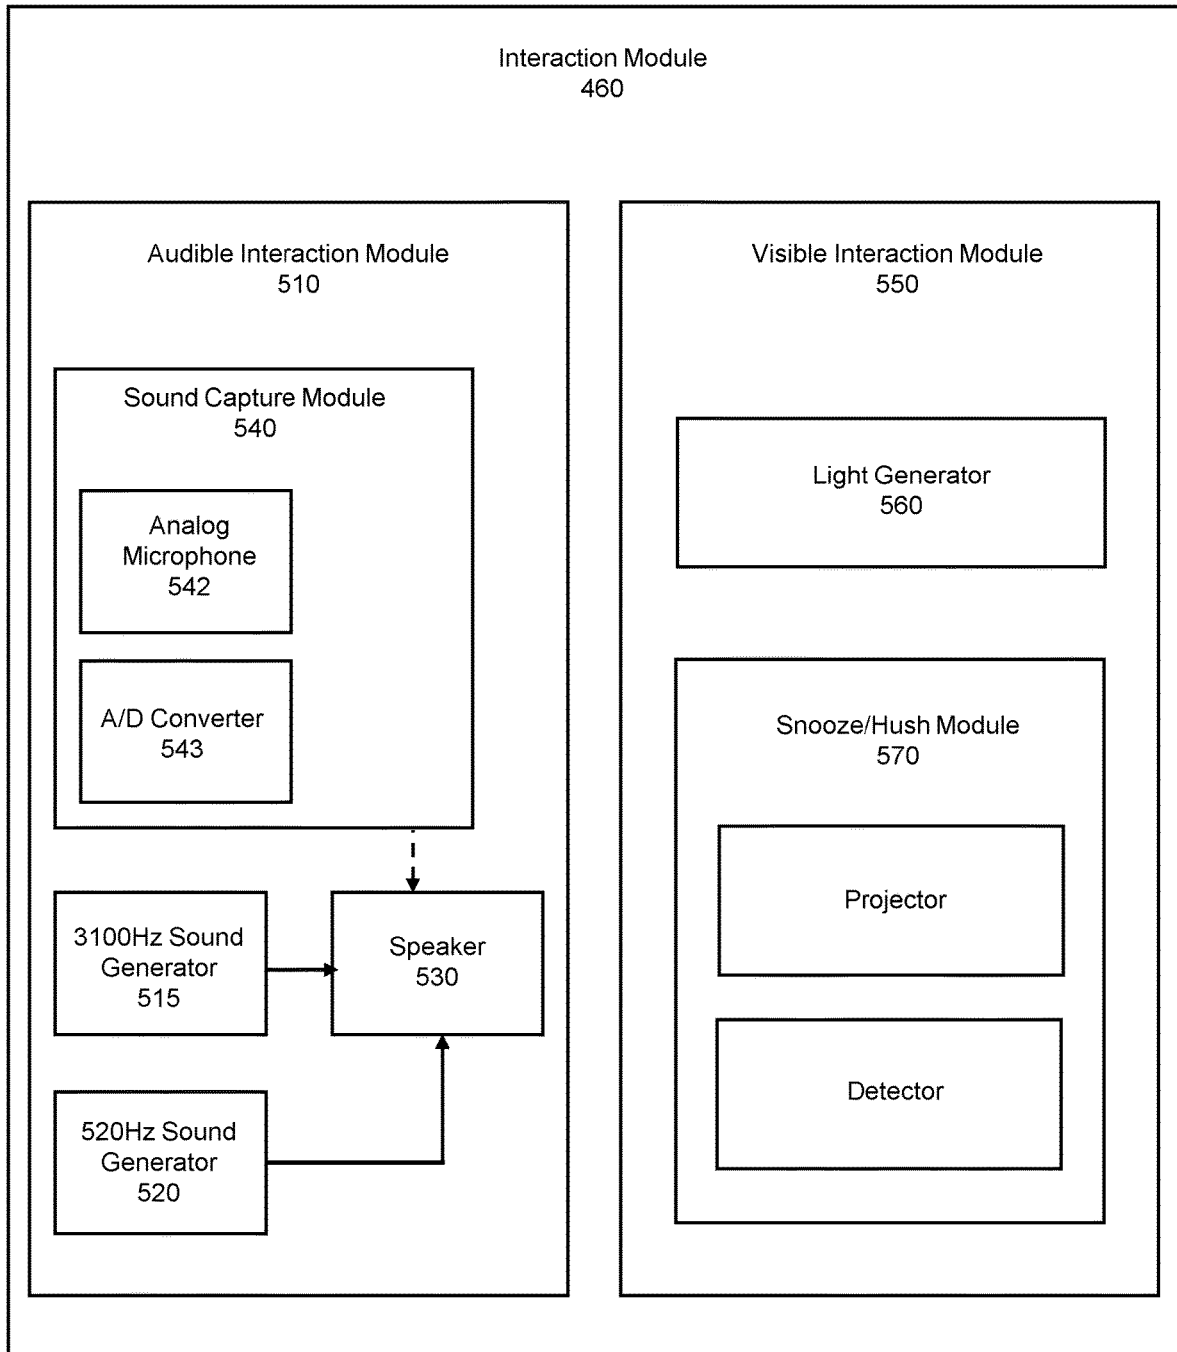 Interaction Module
460
Audible Interaction Module
510
Sound Capture Module
540
Analog
Microphone
542
A/D Converter
543
3100Hz Sound
Generator
515
Speaker
530
520Hz Sound
Generator
520
Visible Interaction Module
550
Light Generator
560
Snooze/Hush Module
570
Projector
Detector